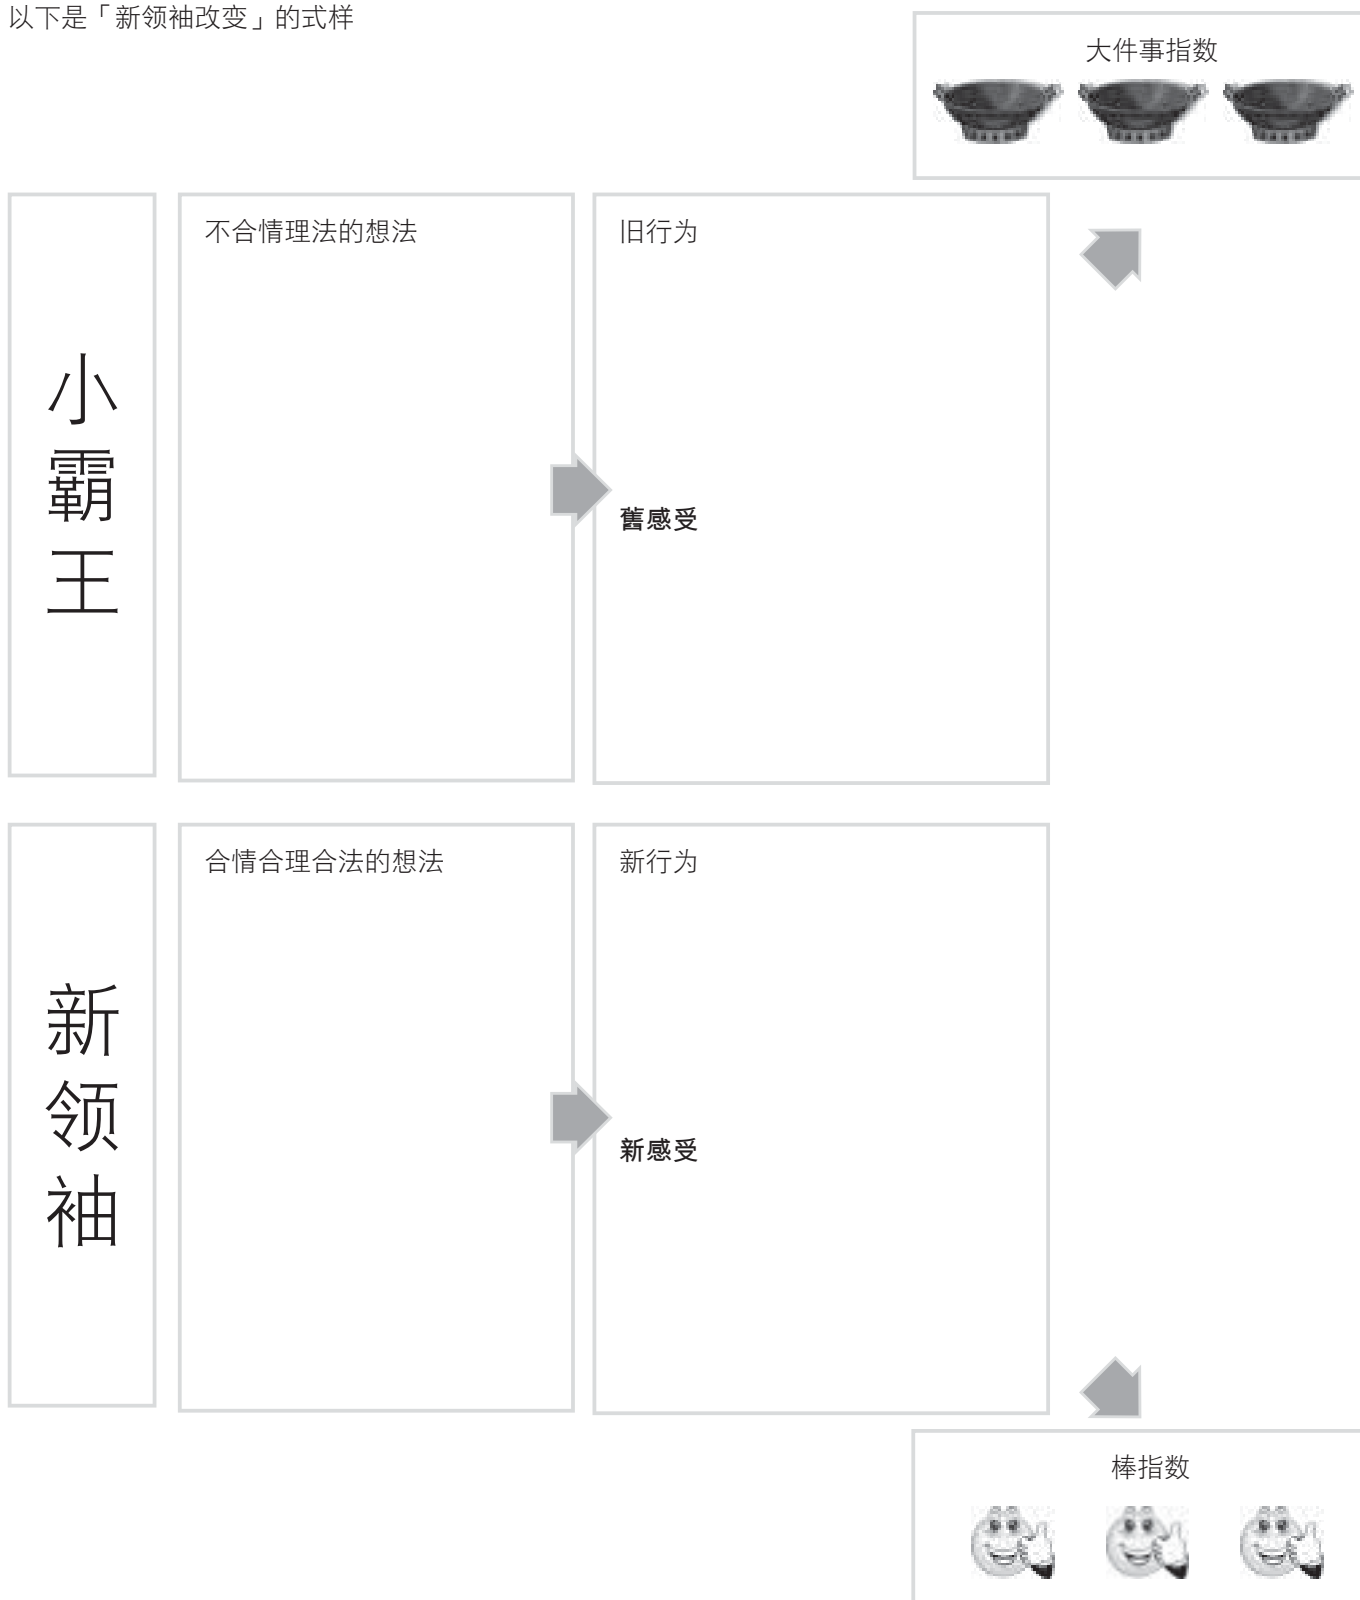 以下是「新领袖改变」的式样
大件事指数
小
霸
王
不合情理法的想法
旧行为
舊感受
新
领
袖
合情合理合法的想法
新行为
新感受
棒指数